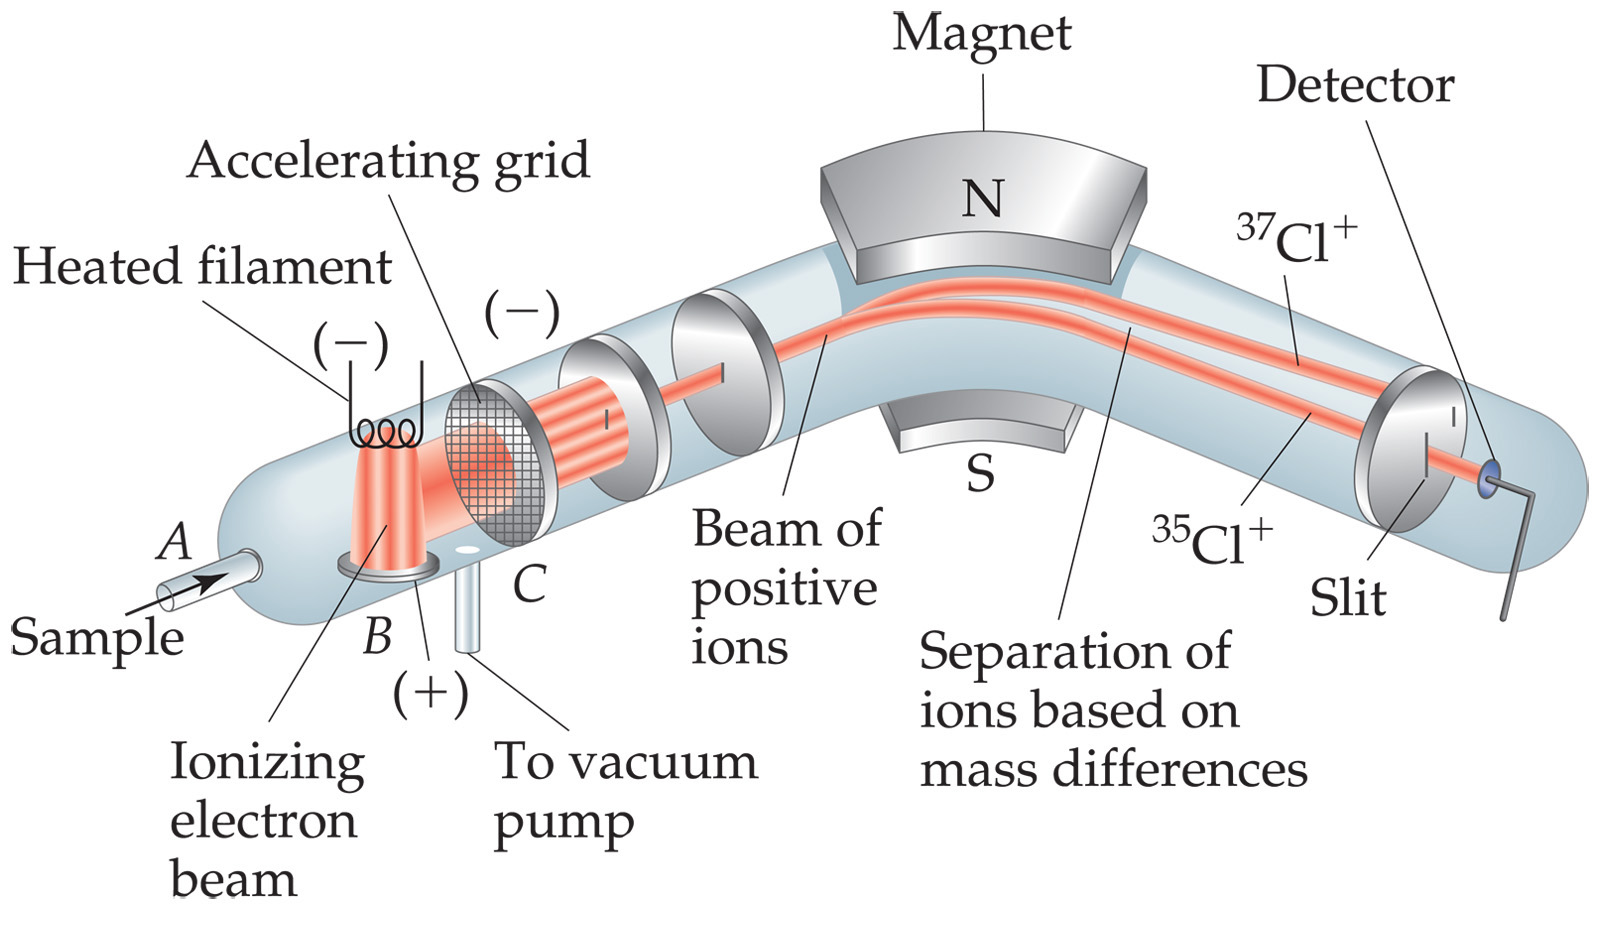 Magnet
Detector
Accelerating grid
N
³⁷Cl⁺
Heated filament
(−)
(−)
S
Beam of
positive
ions
³⁵Cl⁺
A
C
Slit
Sample
B
Separation of
ions based on
mass differences
(+)
Ionizing
electron
beam
To vacuum
pump